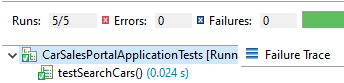 Runs: 5/5 Errors: 0 Failures: 0
CarSalesPortalApplicationTests [Runn Failure Trace
testSearchCars() (0.024 s)